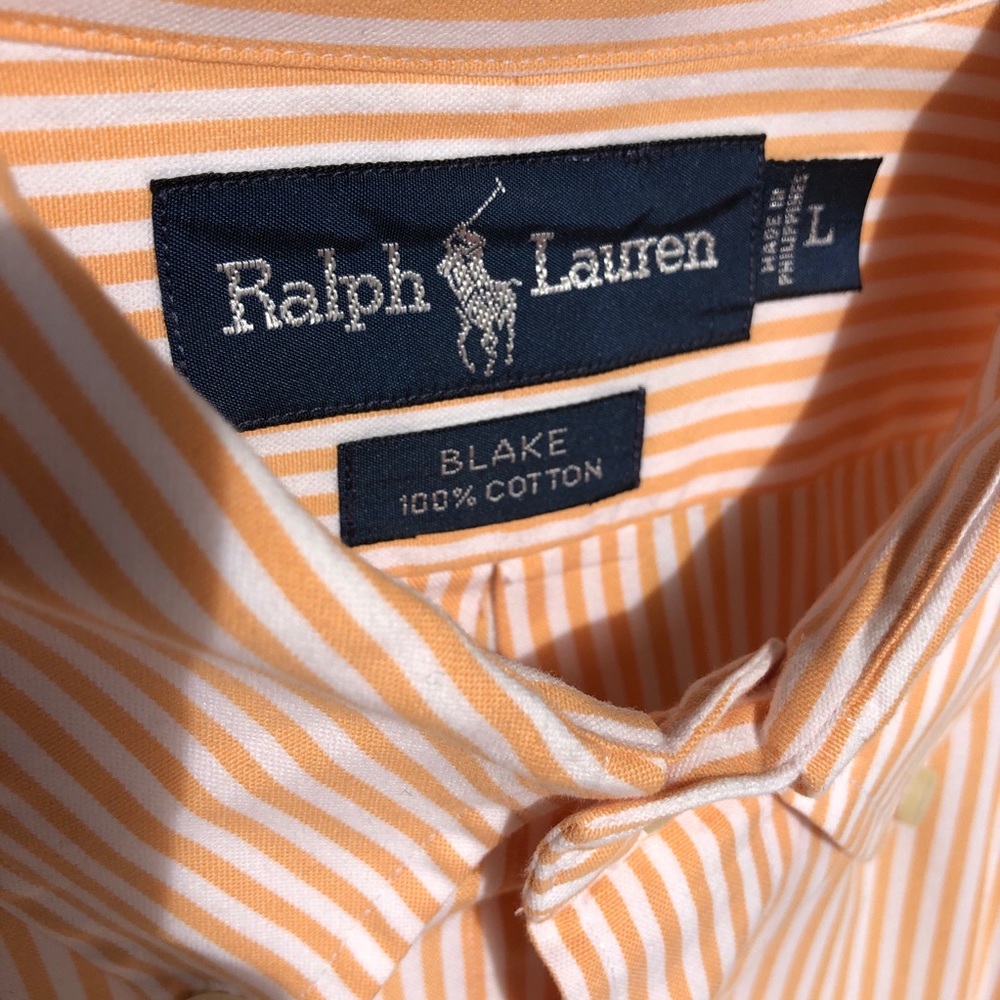 Ralph Lauren
MADE IN
PHILIPPINES
L
BLAKE
100% COTTON